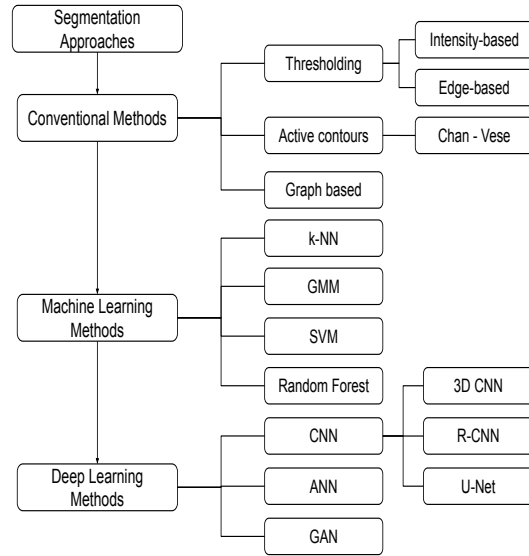 Segmentation
Approaches
Conventional Methods
Thresholding
Intensity-based
Edge-based
Active contours
Chan - Vese
Graph based
Machine Learning
Methods
k-NN
GMM
SVM
Random Forest
Deep Learning
Methods
CNN
3D CNN
R-CNN
U-Net
ANN
GAN